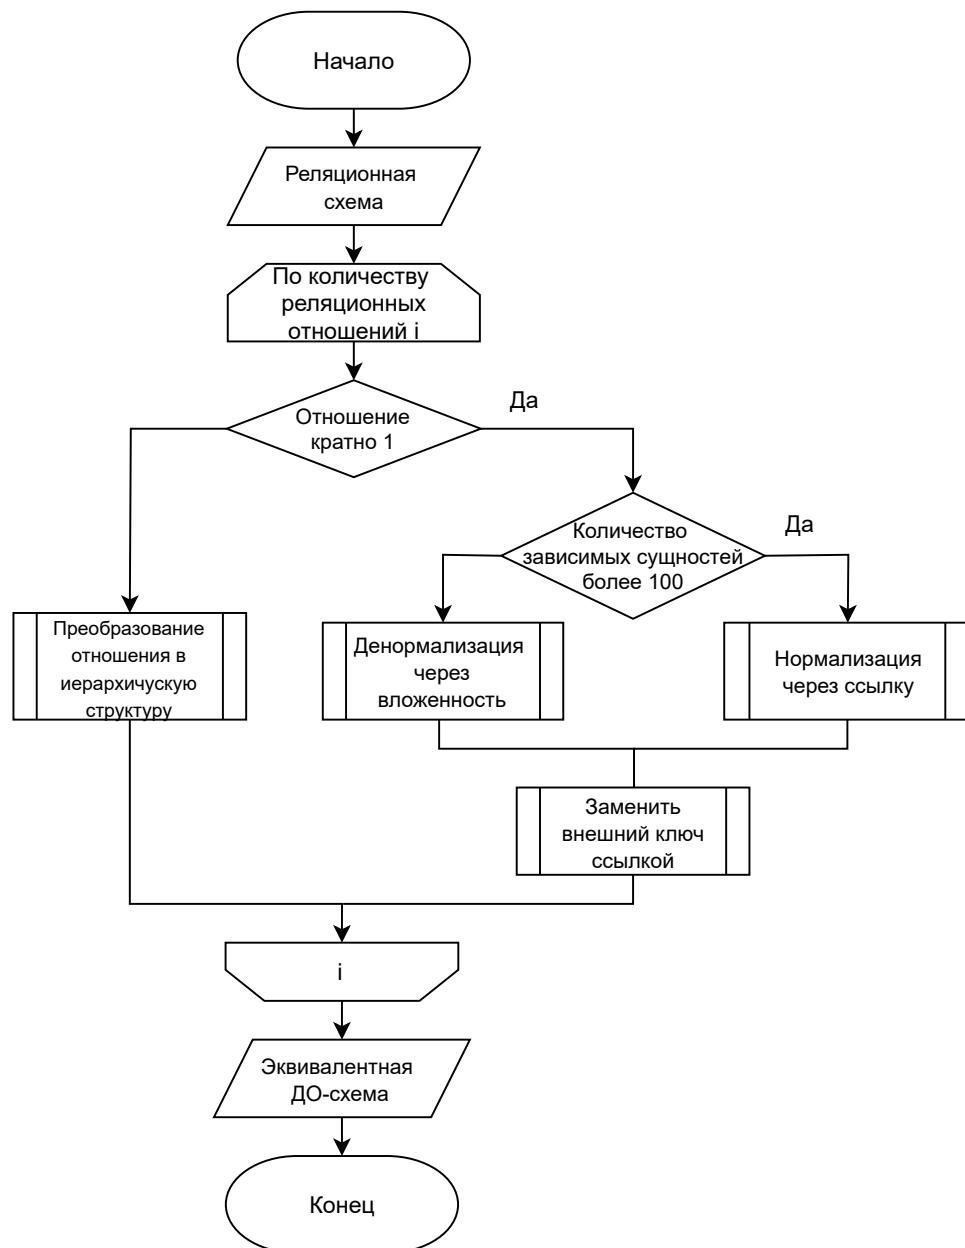 Начало
Реляционная
схема
По количеству
реляционных
отношений i
Да
Отношение
кратно 1
Да
Количество
зависимых сущностей
более 100
Преобразование
отношения в
иерархичускую
структуру
Денормализация
через
вложенность
Нормализация
через ссылку
Заменить
внешний ключ
ссылкой
i
Эквивалентная
ДО-схема
Конец